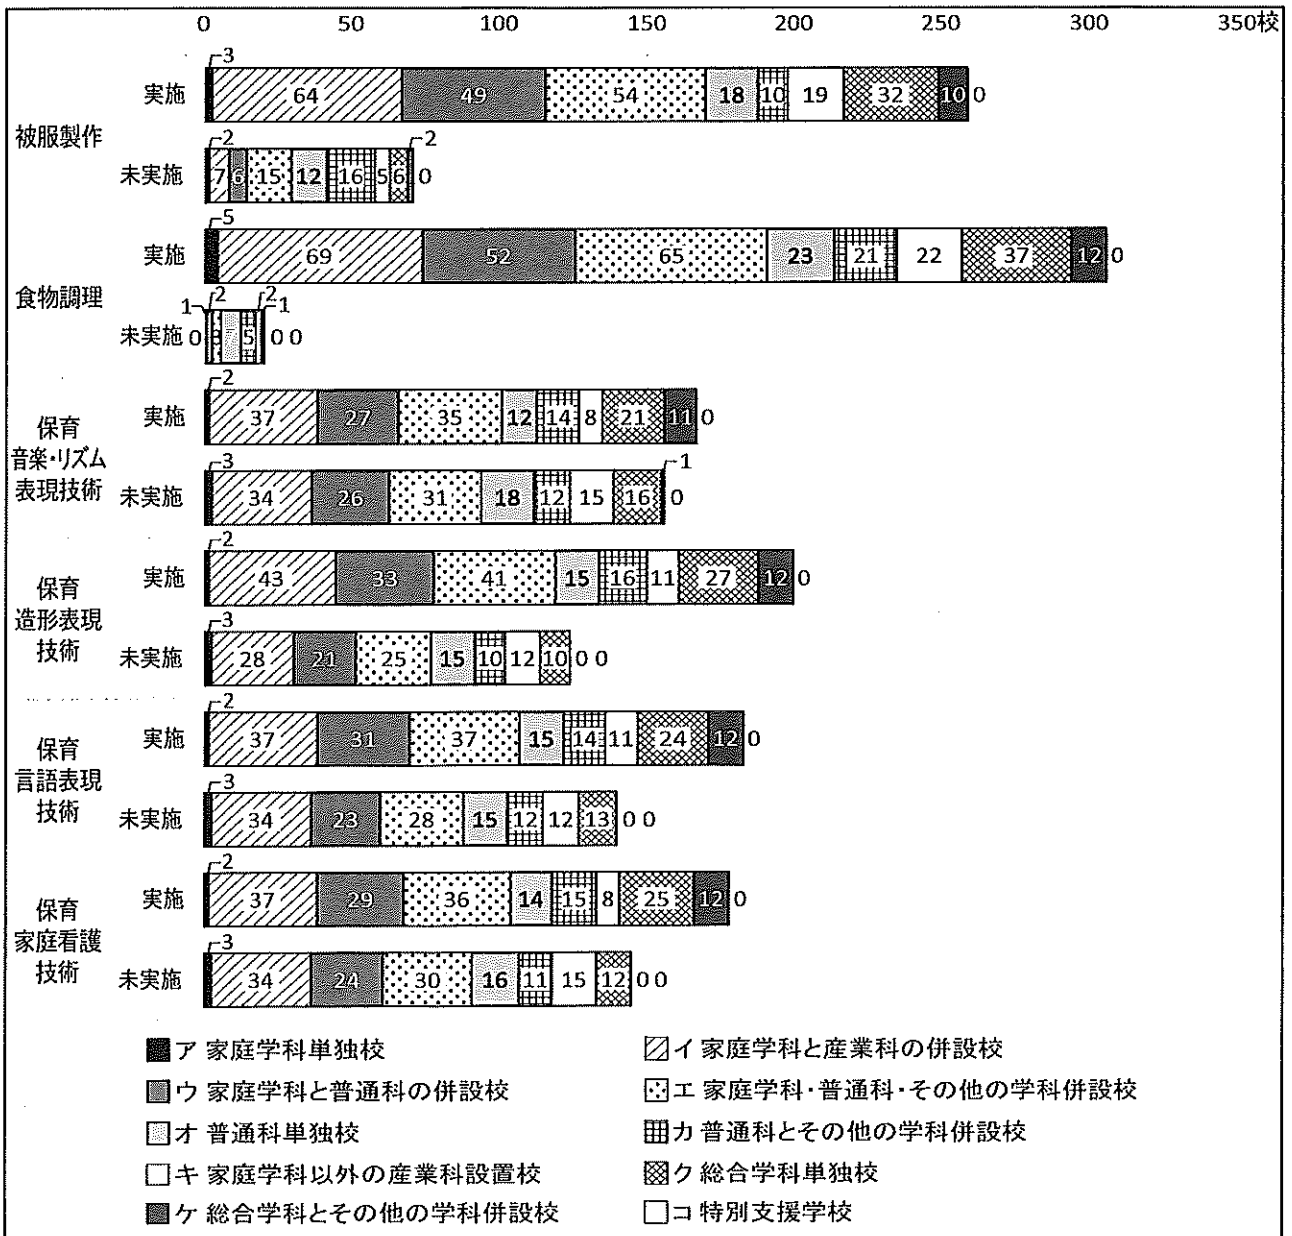 0 50 100 150 200 250 300 350校
3
実施 64 49 54 18 10 19 32 10 0
被服製作
2 2
未実施 7 6 15 12 16 5 6 0
5
実施 69 52 65 23 21 22 37 12 0
食物調理
1 2 2 1
未実施 0 3 7 5 0 0
2
実施 37 27 35 12 14 8 21 11 0
保育
音楽・リズム
表現技術
3 1
未実施 34 26 31 18 12 15 16 0
2
実施 43 33 41 15 16 11 27 12 0
保育
造形表現
技術
3
未実施 28 21 25 15 10 12 10 0 0
2
実施 37 31 37 15 14 11 24 12 0
保育
言語表現
技術
3
未実施 34 23 28 15 12 12 13 0 0
2
実施 37 29 36 14 15 8 25 12 0
保育
家庭看護
技術
3
未実施 34 24 30 16 11 15 12 0 0
ア 家庭学科単独校 イ 家庭学科と産業科の併設校
ウ 家庭学科と普通科の併設校 エ 家庭学科・普通科・その他の学科併設校
オ 普通科単独校 カ 普通科とその他の学科併設校
キ 家庭学科以外の産業科設置校 ク 総合学科単独校
ケ 総合学科とその他の学科併設校 コ 特別支援学校